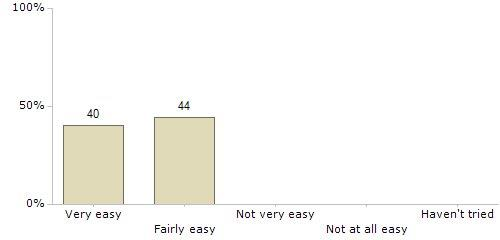 100%
50%
0%
40
44
Very easy
Fairly easy
Not very easy
Not at all easy
Haven't tried